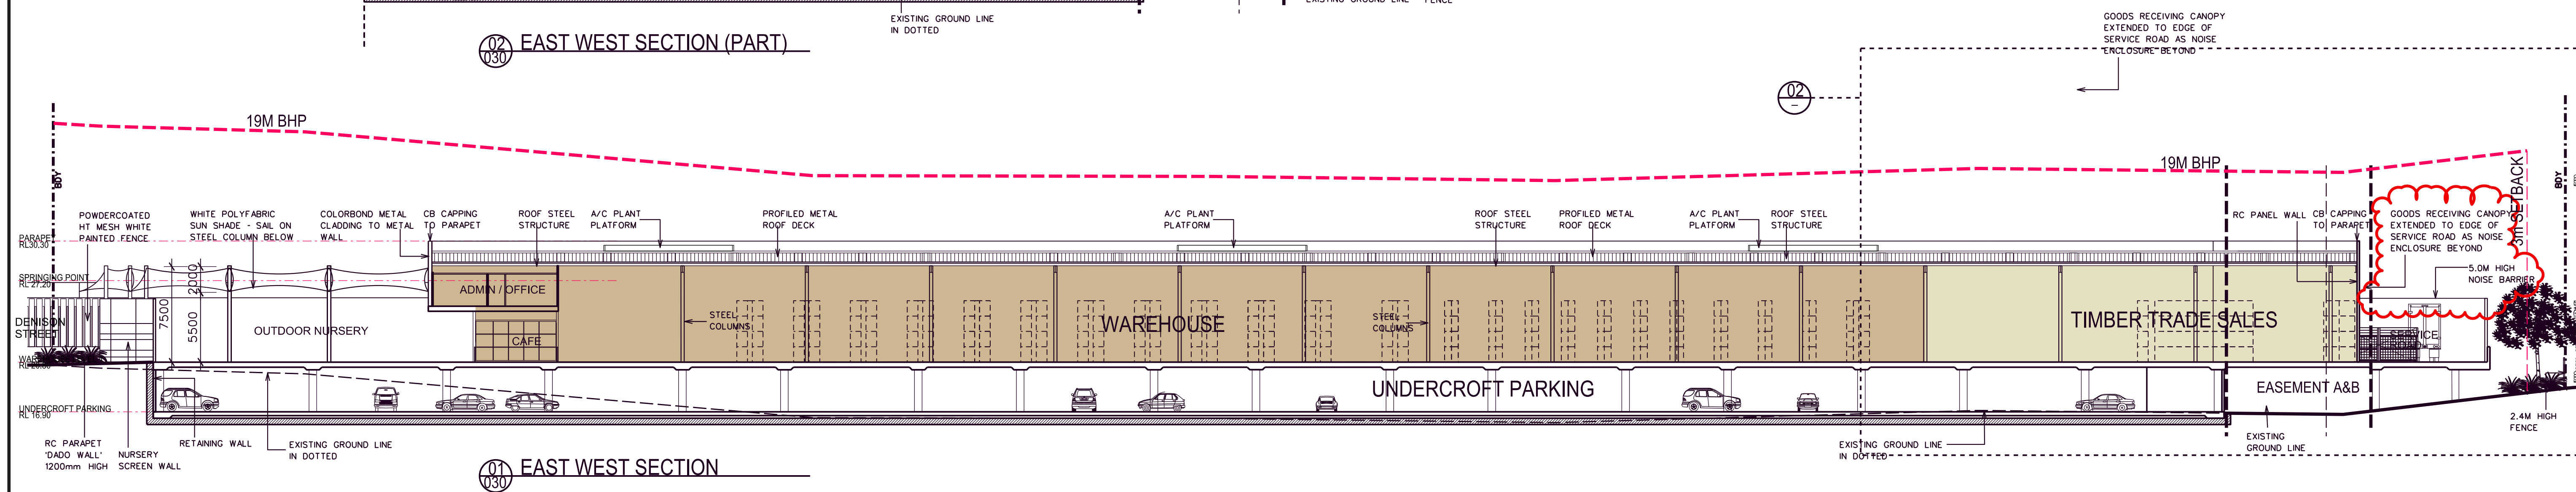 EXISTING GROUND LINE
IN DOTTED
EXISTING GROUND LINE
FENCE
GOODS RECEIVING CANOPY
EXTENDED TO EDGE OF
SERVICE ROAD AS NOISE
ENCLOSURE BEYOND
02
030
EAST WEST SECTION (PART)
02
-
19M BHP
19M BHP
BDY
BDY
3m SETBACK
POWDERCOATED
HT MESH WHITE
PAINTED FENCE
WHITE POLYFABRIC
SUN SHADE - SAIL ON
STEEL COLUMN BELOW
COLORBOND METAL
CLADDING TO METAL
WALL
CB CAPPING
TO PARAPET
ROOF STEEL
STRUCTURE
A/C PLANT
PLATFORM
PROFILED METAL
ROOF DECK
A/C PLANT
PLATFORM
ROOF STEEL
STRUCTURE
PROFILED METAL
ROOF DECK
A/C PLANT
PLATFORM
ROOF STEEL
STRUCTURE
RC PANEL WALL
CB CAPPING
TO PARAPET
GOODS RECEIVING CANOPY
EXTENDED TO EDGE OF
SERVICE ROAD AS NOISE
ENCLOSURE BEYOND
5.0M HIGH
NOISE BARRIER
PARAPE
RL30.30
SPRINGING POINT
RL 27.20
2000
7500
5500
DENISON
STREET
OUTDOOR NURSERY
ADMIN / OFFICE
CAFE
STEEL
COLUMNS
WAREHOUSE
STEEL
COLUMNS
TIMBER TRADE SALES
SERVICE
UNDERCROFT PARKING
EASEMENT A&B
UNDERCROFT PARKING
RL 16.90
RC PARAPET
'DADO WALL'
1200mm HIGH
NURSERY
SCREEN WALL
RETAINING WALL
EXISTING GROUND LINE
IN DOTTED
EXISTING GROUND LINE
IN DOTTED
EXISTING
GROUND LINE
2.4M HIGH
FENCE
01
030
EAST WEST SECTION